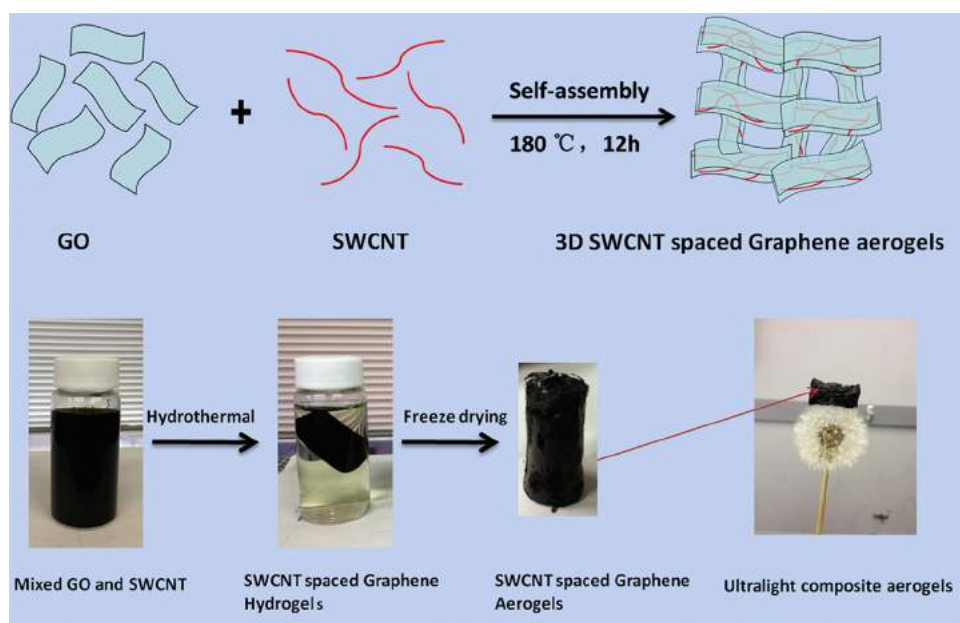 +
Self-assembly
180 ℃, 12h
GO
SWCNT
3D SWCNT spaced Graphene aerogels
Hydrothermal
Freeze drying
Mixed GO and SWCNT
SWCNT spaced Graphene
Hydrogels
SWCNT spaced Graphene
Aerogels
Ultralight composite aerogels